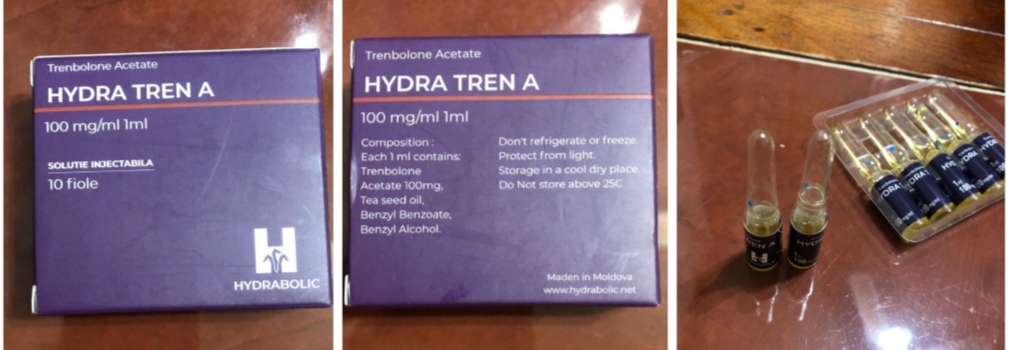 Trenbolone Acetate
HYDRA TREN A
100 mg/ml 1ml
SOLUTIE INJECTABILA
10 fiole
HYDRABOLIC
Trenbolone Acetate
HYDRA TREN A
100 mg/ml 1ml
Composition :
Each 1 ml contains:
Trenbolone
Acetate 100mg,
Tea seed oil,
Benzyl Benzoate,
Benzyl Alcohol.
Don't refrigerate or freeze.
Protect from light.
Storage in a cool dry place.
Do Not store above 25C
Maden in Moldova
www.hydrabolic.net